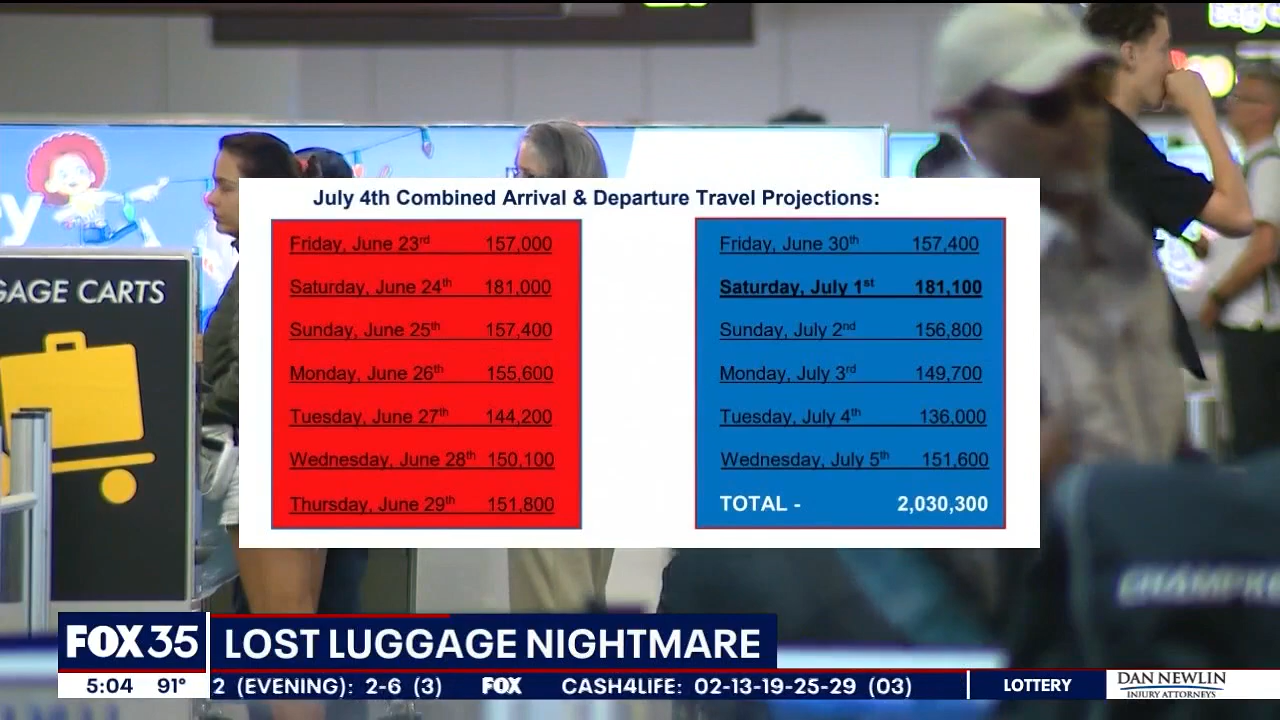 GAGE CARTS
July 4th Combined Arrival & Departure Travel Projections:
Friday, June 23rd 157,000
Saturday, June 24th 181,000
Sunday, June 25th 157,400
Monday, June 26th 155,600
Tuesday, June 27th 144,200
Wednesday, June 28th 150,100
Thursday, June 29th 151,800
Friday, June 30th 157,400
Saturday, July 1st 181,100
Sunday, July 2nd 156,800
Monday, July 3rd 149,700
Tuesday, July 4th 136,000
Wednesday, July 5th 151,600
TOTAL - 2,030,300
FOX 35
LOST LUGGAGE NIGHTMARE
5:04 91° 2 (EVENING): 2-6 (3) FOX CASH4LIFE: 02-13-19-25-29 (03) LOTTERY
DAN NEWLIN
INJURY ATTORNEYS